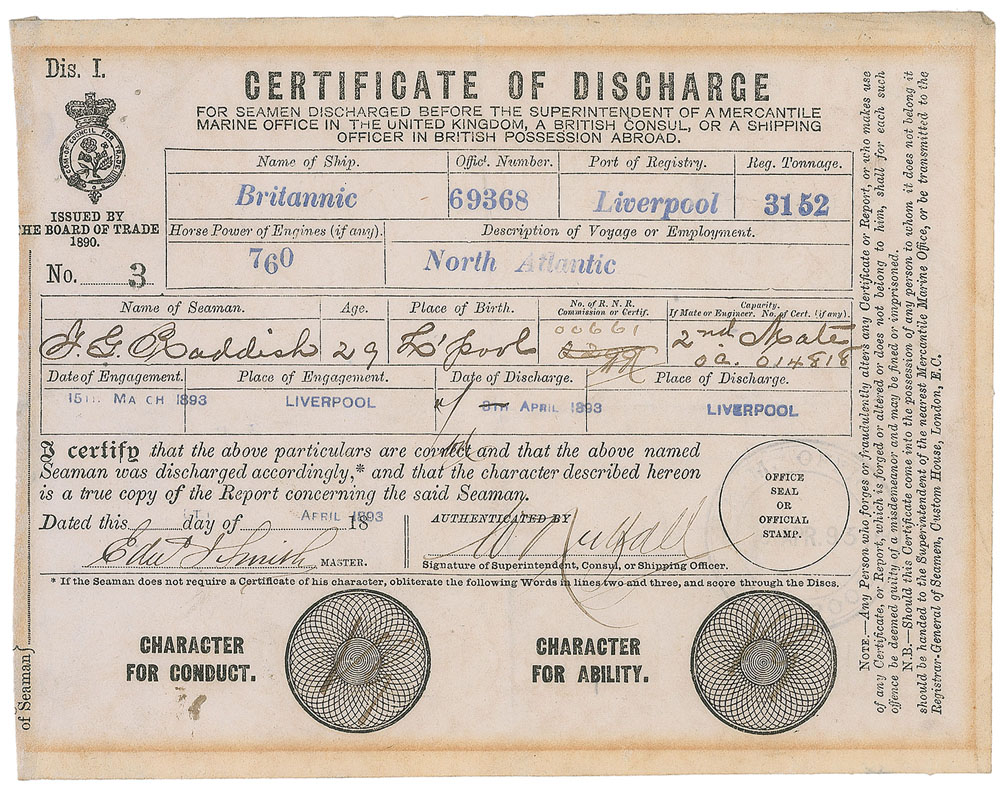 Dis. I.
CERTIFICATE OF DISCHARGE
FOR SEAMEN DISCHARGED BEFORE THE SUPERINTENDENT OF A MERCANTILE
MARINE OFFICE IN THE UNITED KINGDOM, A BRITISH CONSUL, OR A SHIPPING
OFFICER IN BRITISH POSSESSION ABROAD.
ISSUED BY
HE BOARD OF TRADE
1890.
No. 3
Name of Ship. Offic!. Number. Port of Registry. Reg. Tonnage.
Britannic 69368 Liverpool 3152
Horse Power of Engines (if any). Description of Voyage or Employment.
760 North Atlantic
Name of Seaman. Age. Place of Birth. No. of R. N. R. Commission or Certif. Capacity. If Mate or Engineer. No. of Cert. (if any).
29 L'pool 00661 2nd Mate
014818
Date of Engagement. Place of Engagement. Date of Discharge. Place of Discharge.
15TH MARCH 1893 LIVERPOOL 8TH APRIL 1893 LIVERPOOL
I certify that the above particulars are correct and that the above named
Seaman was discharged accordingly,* and that the character described hereon
is a true copy of the Report concerning the said Seaman.
Dated this day of APRIL 1893 AUTHENTICATED BY
Edwd J Smith MASTER.
Signature of Superintendent, Consul, or Shipping Officer.
OFFICE
SEAL
OR
OFFICIAL
STAMP.
* If the Seaman does not require a Certificate of his character, obliterate the following Words in lines two and three, and score through the Discs.
CHARACTER
FOR CONDUCT.
CHARACTER
FOR ABILITY.
of Seaman}
NOTE.—Any Person who forges or fraudulently alters any Certificate or Report, or who makes use
of any Certificate, or Report, which is forged or altered or does not belong to him, shall for each such
offence be deemed guilty of a misdemeanor and may be fined or imprisoned.
N.B.—Should this Certificate come into the possession of any person to whom it does not belong it
should be handed to the Superintendent of the nearest Mercantile Marine Office, or be transmitted to the
Registrar-General of Seamen, Custom House, London, E.C.